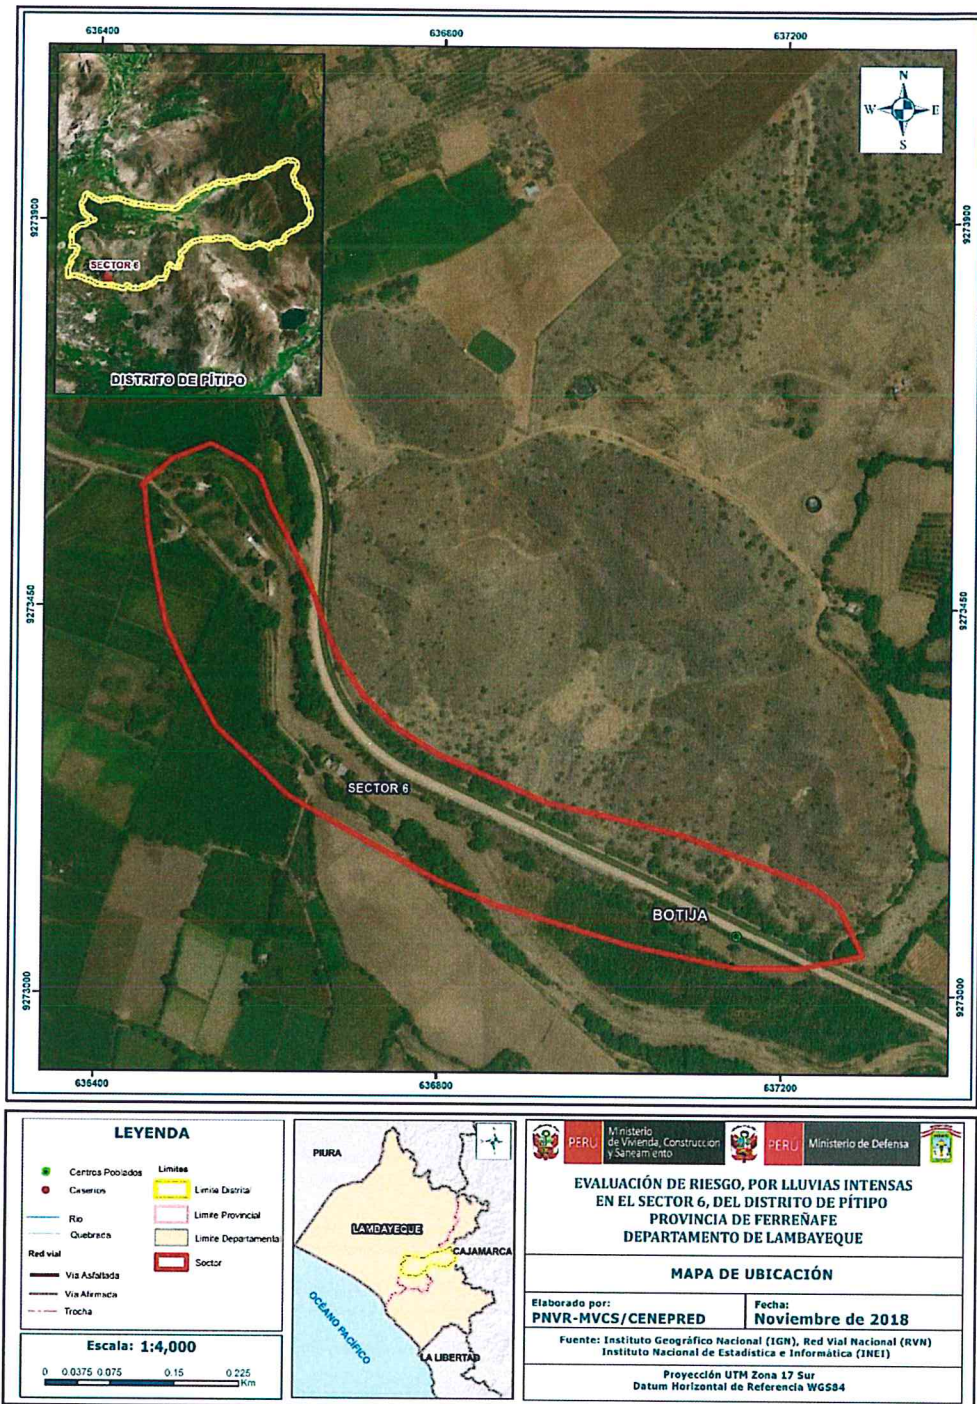 636400
636800
637200
N
W E
S
9273900
9273900
SECTOR 6
DISTRITO DE PÍTIPO
9273450
9273450
SECTOR 6
BOTIJA
9273000
9273000
636400
636800
637200
LEYENDA
Centros Poblados
Caserios
Rio
Quebrada
Red vial
Via Asfaltada
Via Afirmada
Trocha
Limites
Limite Distrital
Limite Provincial
Limite Departamental
Sector
Escala: 1:4,000
0 0.0375 0.075 0.15 0.225
Km
PIURA
LAMBAYEQUE
CAJAMARCA
OCÉANO PACÍFICO
LA LIBERTAD
PERÚ
Ministerio
de Vivienda, Construcción
y Saneamiento
PERÚ
Ministerio de Defensa
EVALUACIÓN DE RIESGO, POR LLUVIAS INTENSAS
EN EL SECTOR 6, DEL DISTRITO DE PÍTIPO
PROVINCIA DE FERREÑAFE
DEPARTAMENTO DE LAMBAYEQUE
MAPA DE UBICACIÓN
Elaborado por:
PNVR-MVCS/CENEPRED
Fecha:
Noviembre de 2018
Fuente: Instituto Geográfico Nacional (IGN), Red Vial Nacional (RVN)
Instituto Nacional de Estadística e Informática (INEI)
Proyección UTM Zona 17 Sur
Datum Horizontal de Referencia WGS84